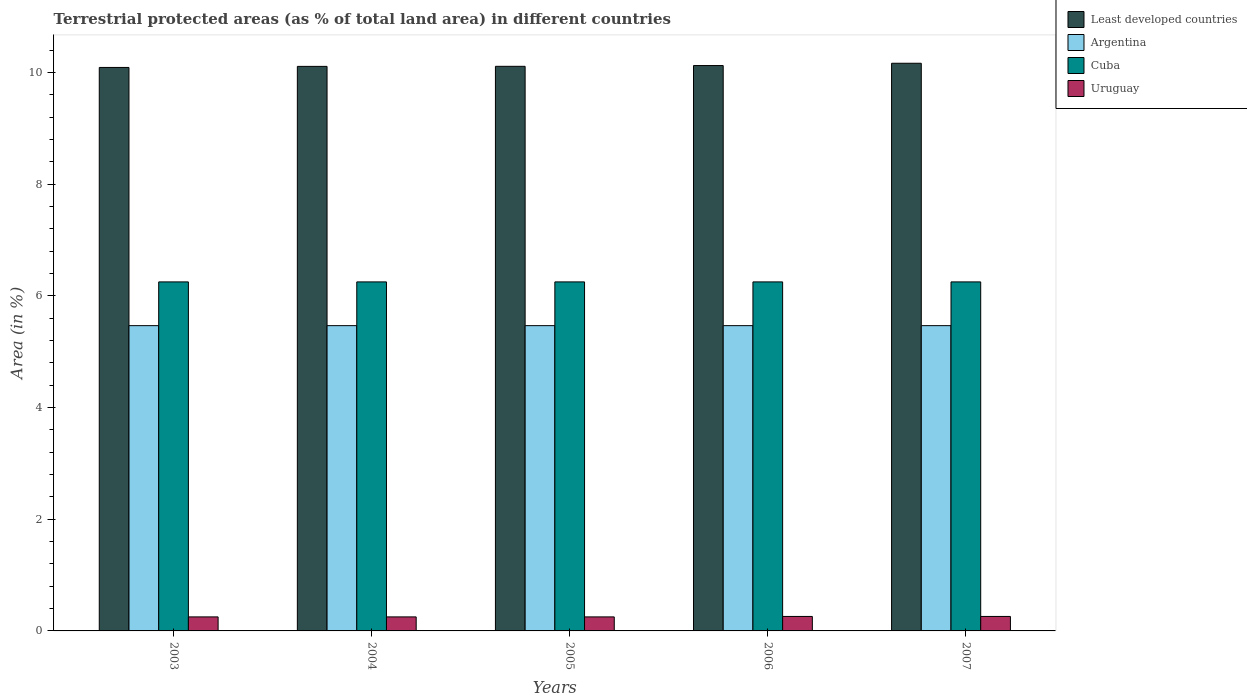 Terrestrial protected areas (as % of total land area) in different countries
Least developed countries
Argentina
Cuba
Uruguay
Area (in %)
10
8
6
4
2
0
2003
2004
2005
2006
2007
Years